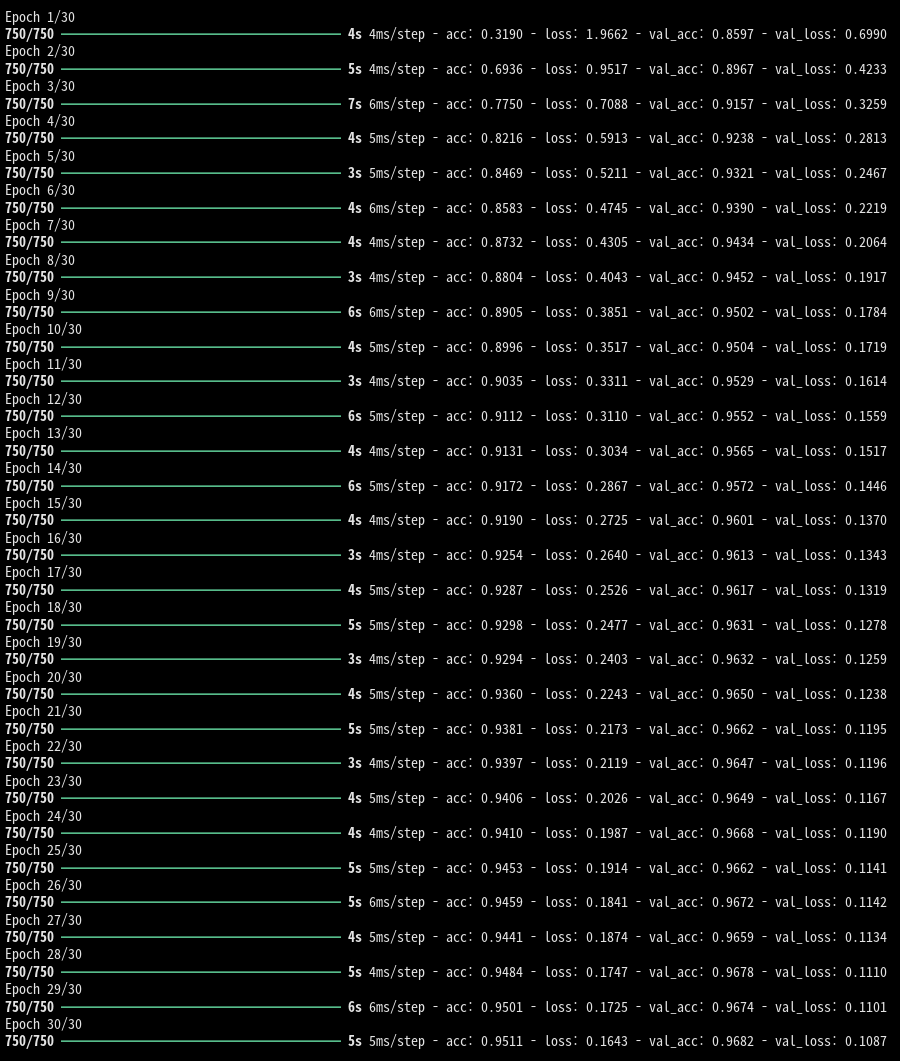 Epoch 1/30
750/750 4s 4ms/step - acc: 0.3190 - loss: 1.9662 - val_acc: 0.8597 - val_loss: 0.6990
Epoch 2/30
750/750 5s 4ms/step - acc: 0.6936 - loss: 0.9517 - val_acc: 0.8967 - val_loss: 0.4233
Epoch 3/30
750/750 7s 6ms/step - acc: 0.7750 - loss: 0.7088 - val_acc: 0.9157 - val_loss: 0.3259
Epoch 4/30
750/750 4s 5ms/step - acc: 0.8216 - loss: 0.5913 - val_acc: 0.9238 - val_loss: 0.2813
Epoch 5/30
750/750 3s 5ms/step - acc: 0.8469 - loss: 0.5211 - val_acc: 0.9321 - val_loss: 0.2467
Epoch 6/30
750/750 4s 6ms/step - acc: 0.8583 - loss: 0.4745 - val_acc: 0.9390 - val_loss: 0.2219
Epoch 7/30
750/750 4s 4ms/step - acc: 0.8732 - loss: 0.4305 - val_acc: 0.9434 - val_loss: 0.2064
Epoch 8/30
750/750 3s 4ms/step - acc: 0.8804 - loss: 0.4043 - val_acc: 0.9452 - val_loss: 0.1917
Epoch 9/30
750/750 6s 6ms/step - acc: 0.8905 - loss: 0.3851 - val_acc: 0.9502 - val_loss: 0.1784
Epoch 10/30
750/750 4s 5ms/step - acc: 0.8996 - loss: 0.3517 - val_acc: 0.9504 - val_loss: 0.1719
Epoch 11/30
750/750 3s 4ms/step - acc: 0.9035 - loss: 0.3311 - val_acc: 0.9529 - val_loss: 0.1614
Epoch 12/30
750/750 6s 5ms/step - acc: 0.9112 - loss: 0.3110 - val_acc: 0.9552 - val_loss: 0.1559
Epoch 13/30
750/750 4s 4ms/step - acc: 0.9131 - loss: 0.3034 - val_acc: 0.9565 - val_loss: 0.1517
Epoch 14/30
750/750 6s 5ms/step - acc: 0.9172 - loss: 0.2867 - val_acc: 0.9572 - val_loss: 0.1446
Epoch 15/30
750/750 4s 4ms/step - acc: 0.9190 - loss: 0.2725 - val_acc: 0.9601 - val_loss: 0.1370
Epoch 16/30
750/750 3s 4ms/step - acc: 0.9254 - loss: 0.2640 - val_acc: 0.9613 - val_loss: 0.1343
Epoch 17/30
750/750 4s 5ms/step - acc: 0.9287 - loss: 0.2526 - val_acc: 0.9617 - val_loss: 0.1319
Epoch 18/30
750/750 5s 5ms/step - acc: 0.9298 - loss: 0.2477 - val_acc: 0.9631 - val_loss: 0.1278
Epoch 19/30
750/750 3s 4ms/step - acc: 0.9294 - loss: 0.2403 - val_acc: 0.9632 - val_loss: 0.1259
Epoch 20/30
750/750 4s 5ms/step - acc: 0.9360 - loss: 0.2243 - val_acc: 0.9650 - val_loss: 0.1238
Epoch 21/30
750/750 5s 5ms/step - acc: 0.9381 - loss: 0.2173 - val_acc: 0.9662 - val_loss: 0.1195
Epoch 22/30
750/750 3s 4ms/step - acc: 0.9397 - loss: 0.2119 - val_acc: 0.9647 - val_loss: 0.1196
Epoch 23/30
750/750 4s 5ms/step - acc: 0.9406 - loss: 0.2026 - val_acc: 0.9649 - val_loss: 0.1167
Epoch 24/30
750/750 4s 4ms/step - acc: 0.9410 - loss: 0.1987 - val_acc: 0.9668 - val_loss: 0.1190
Epoch 25/30
750/750 5s 5ms/step - acc: 0.9453 - loss: 0.1914 - val_acc: 0.9662 - val_loss: 0.1141
Epoch 26/30
750/750 5s 6ms/step - acc: 0.9459 - loss: 0.1841 - val_acc: 0.9672 - val_loss: 0.1142
Epoch 27/30
750/750 4s 5ms/step - acc: 0.9441 - loss: 0.1874 - val_acc: 0.9659 - val_loss: 0.1134
Epoch 28/30
750/750 5s 4ms/step - acc: 0.9484 - loss: 0.1747 - val_acc: 0.9678 - val_loss: 0.1110
Epoch 29/30
750/750 6s 6ms/step - acc: 0.9501 - loss: 0.1725 - val_acc: 0.9674 - val_loss: 0.1101
Epoch 30/30
750/750 5s 5ms/step - acc: 0.9511 - loss: 0.1643 - val_acc: 0.9682 - val_loss: 0.1087